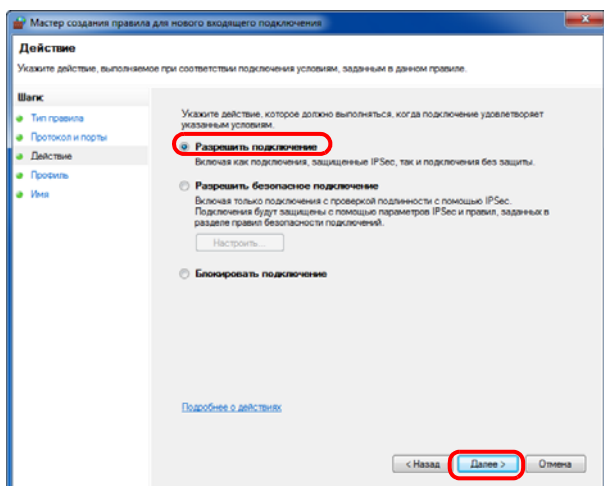 Мастер создания правила для нового входящего подключения
Действие
Укажите действие, выполняемое при соответствии подключения условиям, заданным в данном правиле.
Шаги:
Тип правила
Протокол и порты
Действие
Профиль
Имя
Укажите действие, которое должно выполняться, когда подключение удовлетворяет
указанным условиям.
Разрешить подключение
Включая как подключения, защищенные IPSec, так и подключения без защиты.
Разрешить безопасное подключение
Включая только подключения с проверкой подлинности с помощью IPSec.
Подключения будут защищены с помощью параметров IPSec и правил, заданных в
разделе правил безопасности подключений.
Настроить...
Блокировать подключение
Подробнее о действиях
< Назад
Далее >
Отмена